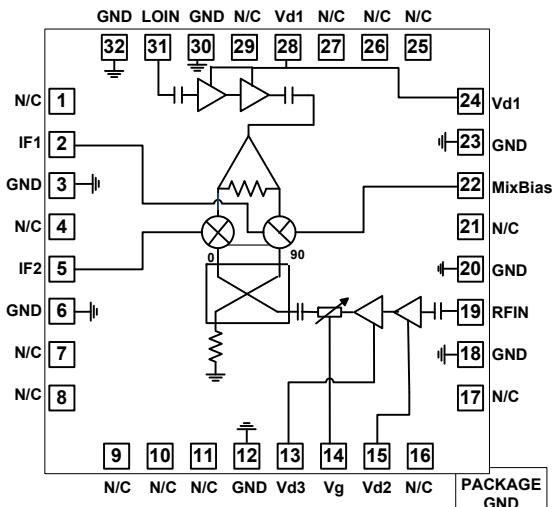 GND LOIN GND N/C Vd1 N/C N/C N/C
32 31 30 29 28 27 26 25
N/C 1
24 Vd1
IF1 2
23 GND
GND 3
22 MixBias
N/C 4
21 N/C
IF2 5
0 90
20 GND
GND 6
19 RFIN
N/C 7
18 GND
N/C 8
17 N/C
9 10 11 12 13 14 15 16
N/C N/C N/C GND Vd3 Vg Vd2 N/C
PACKAGE
GND